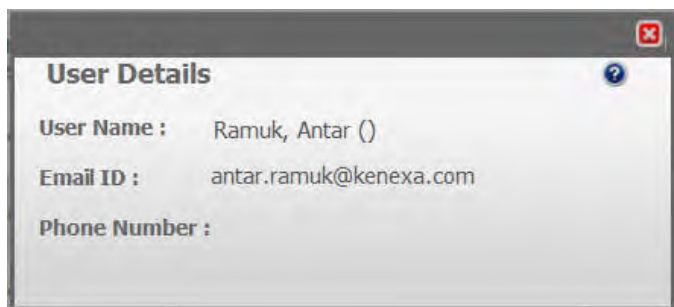 User Details
User Name : Ramuk, Antar ()
Email ID : antar.ramuk@kenexa.com
Phone Number :